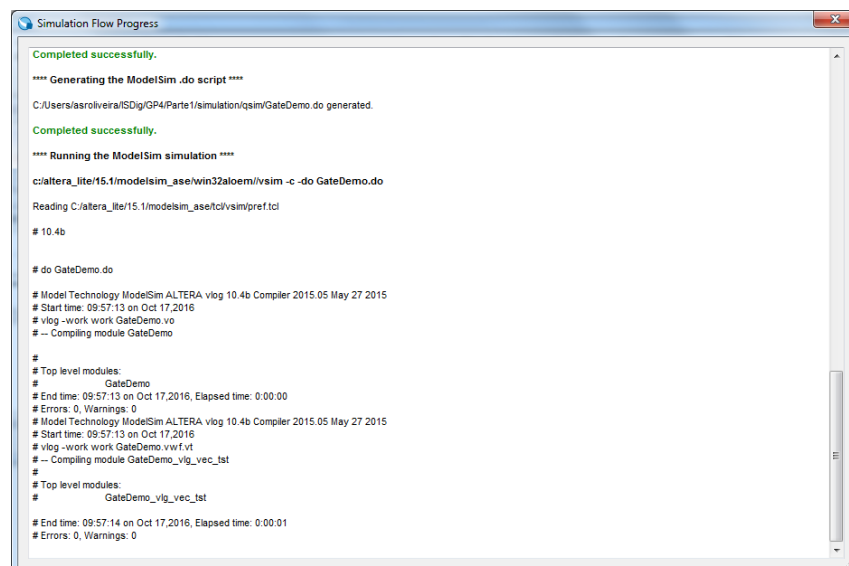 Simulation Flow Progress
Completed successfully.
**** Generating the ModelSim .do script ****
C:/Users/asroliveira/ISDig/GP4/Parte1/simulation/qsim/GateDemo.do generated.
Completed successfully.
**** Running the ModelSim simulation ****
c:/altera_lite/15.1/modelsim_ase/win32aloem//vsim -c -do GateDemo.do
Reading C:/altera_lite/15.1/modelsim_ase/tcl/vsim/pref.tcl
# 10.4b
# do GateDemo.do
# Model Technology ModelSim ALTERA vlog 10.4b Compiler 2015.05 May 27 2015
# Start time: 09:57:13 on Oct 17,2016
# vlog -work work GateDemo.vo
# -- Compiling module GateDemo
#
# Top level modules:
# GateDemo
# End time: 09:57:13 on Oct 17,2016, Elapsed time: 0:00:00
# Errors: 0, Warnings: 0
# Model Technology ModelSim ALTERA vlog 10.4b Compiler 2015.05 May 27 2015
# Start time: 09:57:13 on Oct 17,2016
# vlog -work work GateDemo.vwf.vt
# -- Compiling module GateDemo_vlg_vec_tst
#
# Top level modules:
# GateDemo_vlg_vec_tst
# End time: 09:57:14 on Oct 17,2016, Elapsed time: 0:00:01
# Errors: 0, Warnings: 0